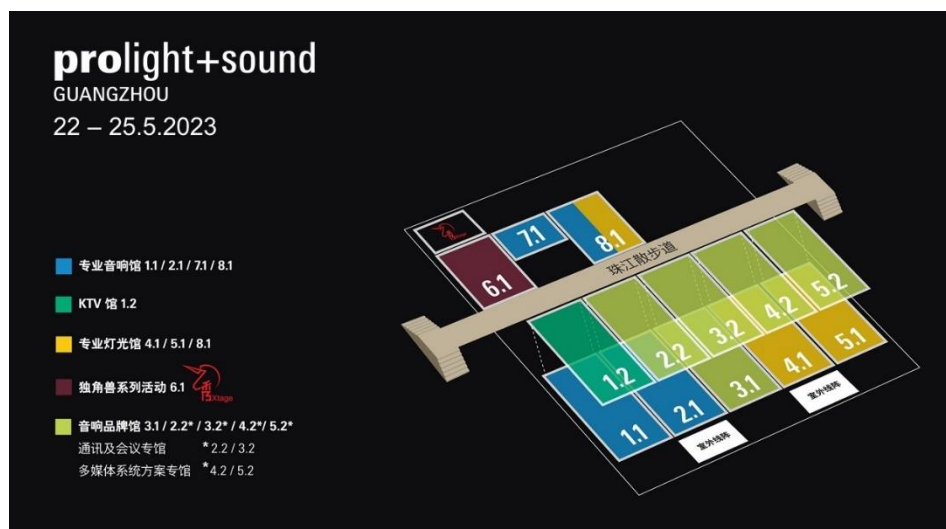 prolight+sound
GUANGZHOU
22 – 25.5.2023
专业音响馆 1.1 / 2.1 / 7.1 / 8.1
KTV 馆 1.2
专业灯光馆 4.1 / 5.1 / 8.1
独角兽系列活动 6.1
Xtage
音响品牌馆 3.1 / 2.2* / 3.2* / 4.2*/ 5.2*
通讯及会议专馆 *2.2 / 3.2
多媒体系统方案专馆 *4.2 / 5.2
7.1
8.1
6.1
珠江散步道
5.2
4.2
3.2
2.2
1.2
5.1
4.1
3.1
2.1
1.1
室外线阵
室外线阵